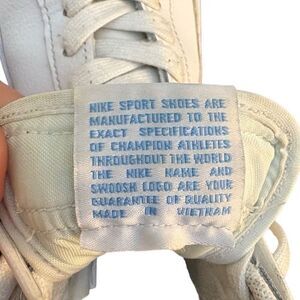 NIKE SPORT SHOES ARE
MANUFACTURED TO THE
EXACT SPECIFICATIONS
OF CHAMPION ATHLETES
THROUGHOUT THE WORLD
THE NIKE NAME AND
SWOOSH LOGO ARE YOUR
GUARANTEE OF QUALITY
MADE IN VIETNAM